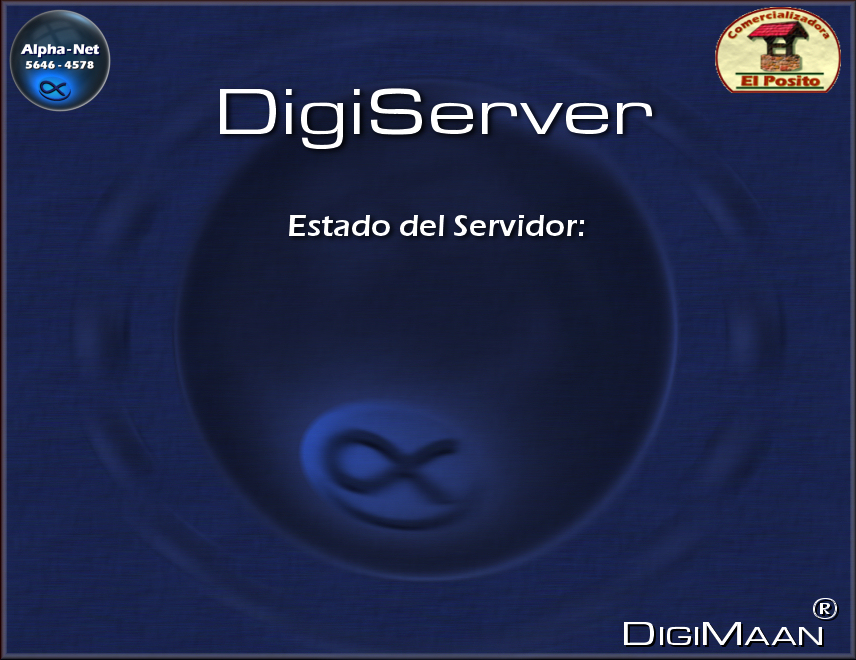 Alpha-Net
5646 - 4578
Comercializadora
El Posito
DigiServer
Estado del Servidor:
DigiMaan®